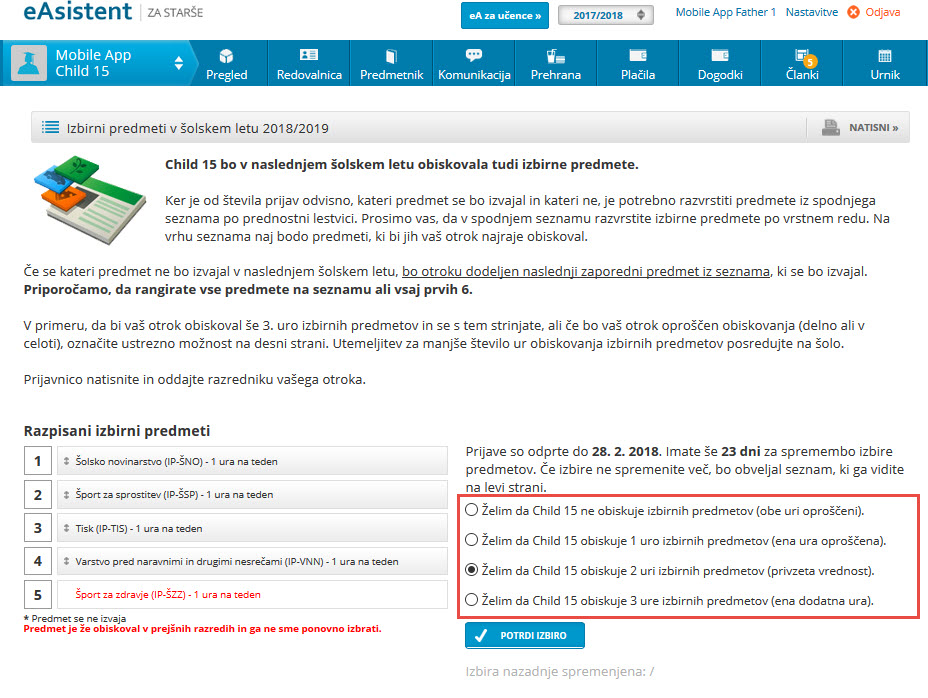 eAsistent ZA STARŠE
eA za učence » 2017/2018 Mobile App Father 1 Nastavitve Odjava
Mobile App
Child 15
Pregled Redovalnica Predmetnik Komunikacija Prehrana Plačila Dogodki 5 Članki Urnik
Izbirni predmeti v šolskem letu 2018/2019 NATISNI »
Child 15 bo v naslednjem šolskem letu obiskovala tudi izbirne predmete.
Ker je od števila prijav odvisno, kateri predmet se bo izvajal in kateri ne, je potrebno razvrstiti predmete iz spodnjega
seznama po prednostni lestvici. Prosimo vas, da v spodnjem seznamu razvrstite izbirne predmete po vrstnem redu. Na
vrhu seznama naj bodo predmeti, ki bi jih vaš otrok najraje obiskoval.
Če se kateri predmet ne bo izvajal v naslednjem šolskem letu, bo otroku dodeljen naslednji zaporedni predmet iz seznama, ki se bo izvajal.
Priporočamo, da rangirate vse predmete na seznamu ali vsaj prvih 6.
V primeru, da bi vaš otrok obiskoval še 3. uro izbirnih predmetov in se s tem strinjate, ali če bo vaš otrok oproščen obiskovanja (delno ali v
celoti), označite ustrezno možnost na desni strani. Utemeljitev za manjše število ur obiskovanja izbirnih predmetov posredujte na šolo.
Prijavnico natisnite in oddajte razredniku vašega otroka.
Razpisani izbirni predmeti
1 Šolsko novinarstvo (IP-ŠNO) - 1 ura na teden
2 Šport za sprostitev (IP-ŠSP) - 1 ura na teden
3 Tisk (IP-TIS) - 1 ura na teden
4 Varstvo pred naravnimi in drugimi nesrečami (IP-VNN) - 1 ura na teden
5 Šport za zdravje (IP-ŠZZ) - 1 ura na teden
* Predmet se ne izvaja
Predmet je že obiskoval v prejšnih razredih in ga ne sme ponovno izbrati.
Prijave so odprte do 28. 2. 2018. Imate še 23 dni za spremembo izbire
predmetov. Če izbire ne spremenite več, bo obveljal seznam, ki ga vidite
na levi strani.
Želim da Child 15 ne obiskuje izbirnih predmetov (obe uri oproščeni).
Želim da Child 15 obiskuje 1 uro izbirnih predmetov (ena ura oproščena).
Želim da Child 15 obiskuje 2 uri izbirnih predmetov (privzeta vrednost).
Želim da Child 15 obiskuje 3 ure izbirnih predmetov (ena dodatna ura).
POTRDI IZBIRO
Izbira nazadnje spremenjena: /